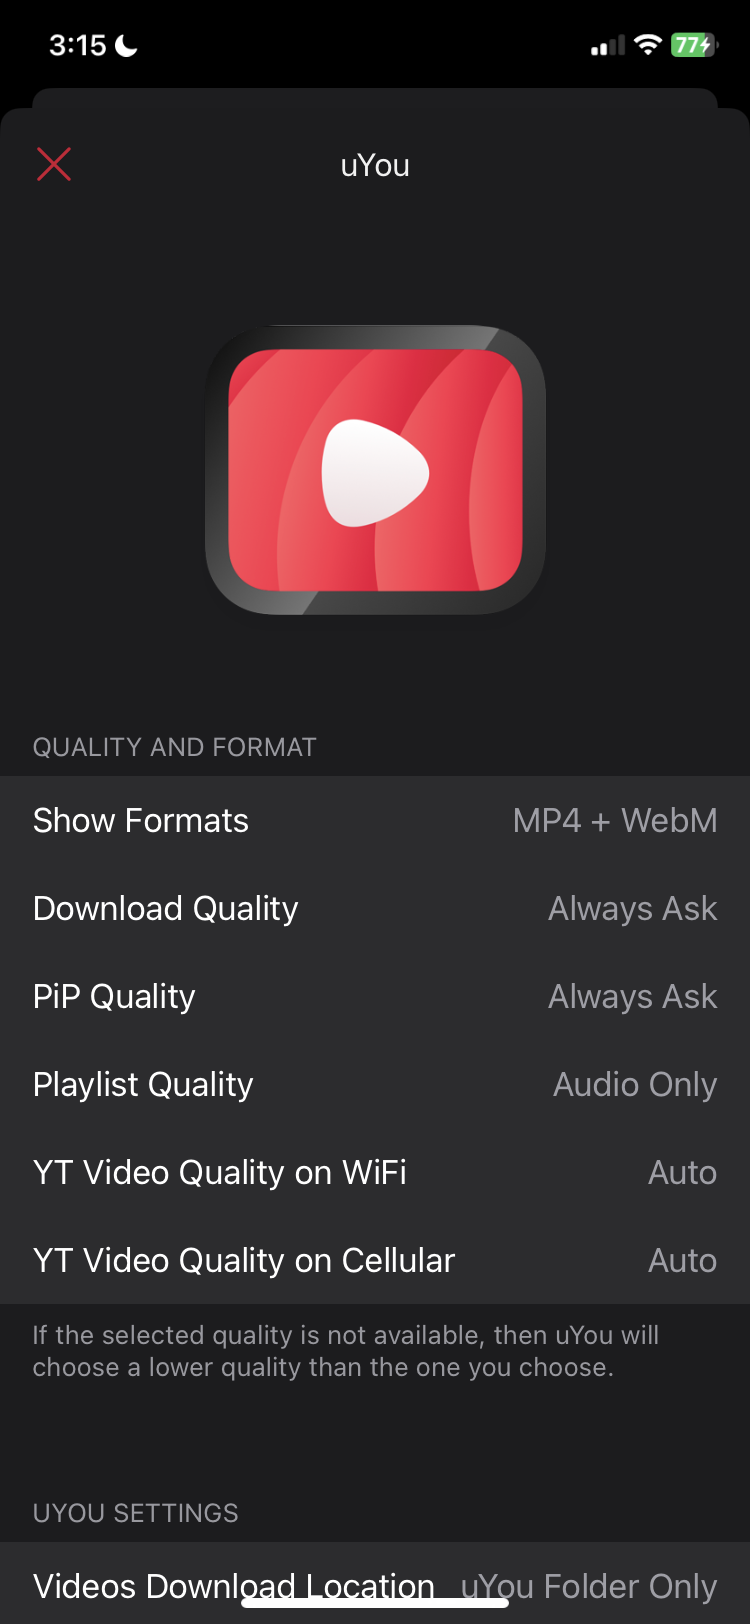 3:15
77
uYou
QUALITY AND FORMAT
Show Formats MP4 + WebM
Download Quality Always Ask
PiP Quality Always Ask
Playlist Quality Audio Only
YT Video Quality on WiFi Auto
YT Video Quality on Cellular Auto
If the selected quality is not available, then uYou will
choose a lower quality than the one you choose.
UYOU SETTINGS
Videos Download Location uYou Folder Only